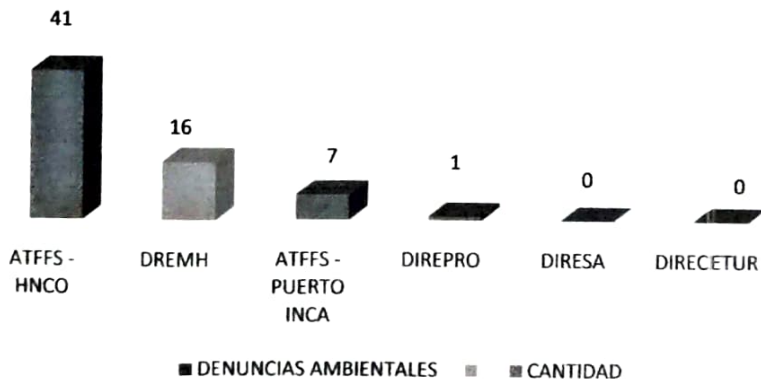 41
16
7
1
0
0
ATFFS - HNCO
DREMH
ATFFS - PUERTO INCA
DIREPRO
DIRESA
DIRECETUR
DENUNCIAS AMBIENTALES
CANTIDAD